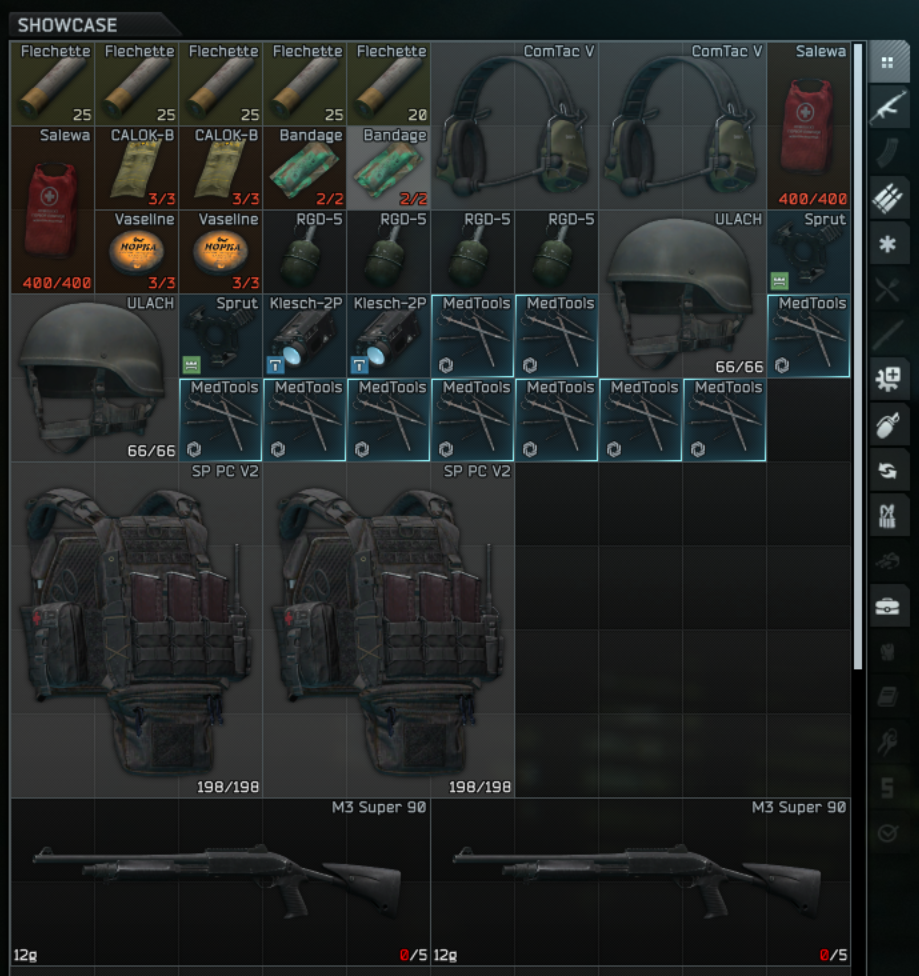 SHOWCASE
Flechette Flechette Flechette Flechette Flechette ComTac V ComTac V Salewa
25 25 25 25 20
Salewa CALOK-B CALOK-B Bandage Bandage
3/3 3/3 2/2 2/2 400/400
Vaseline Vaseline RGD-5 RGD-5 RGD-5 RGD-5 ULACH Sprut
НОРКА НОРКА
400/400 3/3 3/3
ULACH Sprut Klesch-2P Klesch-2P MedTools MedTools MedTools
T T 66/66
MedTools MedTools MedTools MedTools MedTools MedTools MedTools
66/66
SP PC V2 SP PC V2
198/198 198/198
M3 Super 90 M3 Super 90
12g 0/5 12g 0/5